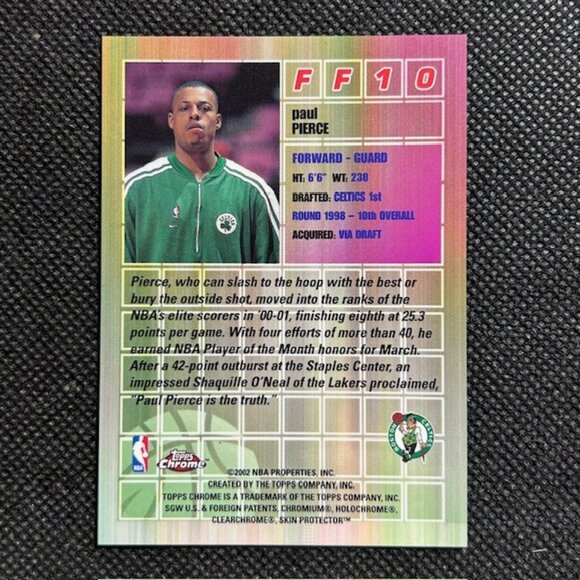 FF10
paul
PIERCE
FORWARD - GUARD
HT: 6'6" WT: 230
DRAFTED: CELTICS 1st
ROUND 1998 – 10th OVERALL
ACQUIRED: VIA DRAFT
Pierce, who can slash to the hoop with the best or
bury the outside shot, moved into the ranks of the
NBA's elite scorers in '00-01, finishing eighth at 25.3
points per game. With four efforts of more than 40, he
earned NBA Player of the Month honors for March.
After a 42-point outburst at the Staples Center, an
impressed Shaquille O'Neal of the Lakers proclaimed,
"Paul Pierce is the truth."
NBA
TOPPS
Chrome
BOSTON CELTICS
©2002 NBA PROPERTIES, INC.
CREATED BY THE TOPPS COMPANY, INC.
TOPPS CHROME IS A TRADEMARK OF THE TOPPS COMPANY, INC.
SGW U.S. & FOREIGN PATENTS, CHROMIUM®, HOLOCHROME®,
CLEARCHROME®, SKIN PROTECTOR™